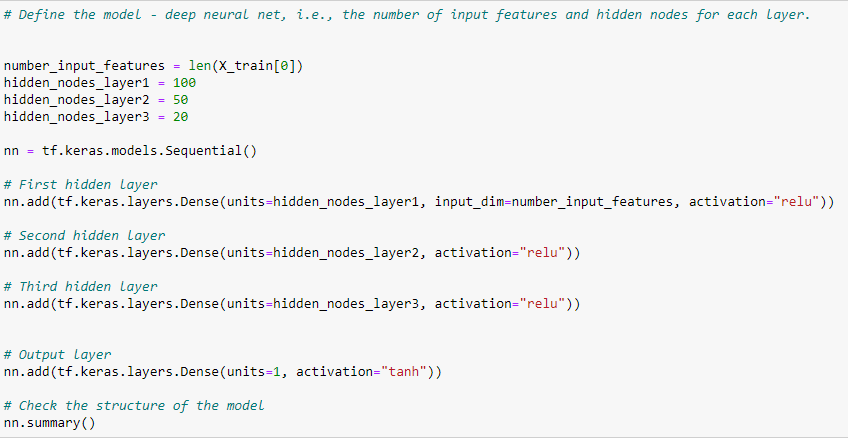 # Define the model - deep neural net, i.e., the number of input features and hidden nodes for each layer.
number_input_features = len(X_train[0])
hidden_nodes_layer1 = 100
hidden_nodes_layer2 = 50
hidden_nodes_layer3 = 20
nn = tf.keras.models.Sequential()
# First hidden layer
nn.add(tf.keras.layers.Dense(units=hidden_nodes_layer1, input_dim=number_input_features, activation="relu"))
# Second hidden layer
nn.add(tf.keras.layers.Dense(units=hidden_nodes_layer2, activation="relu"))
# Third hidden layer
nn.add(tf.keras.layers.Dense(units=hidden_nodes_layer3, activation="relu"))
# Output layer
nn.add(tf.keras.layers.Dense(units=1, activation="tanh"))
# Check the structure of the model
nn.summary()